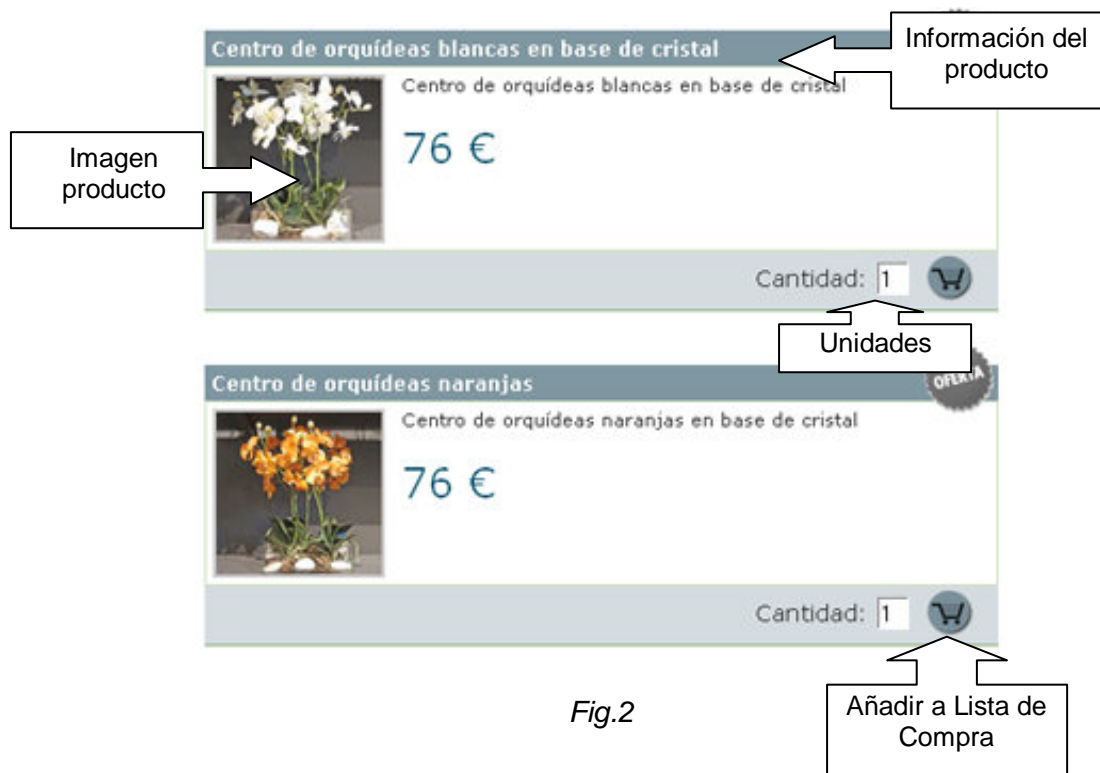 Información del
producto
Centro de orquídeas blancas en base de cristal
Centro de orquídeas blancas en base de cristal
76 €
Imagen
producto
Cantidad: 1
Unidades
Centro de orquídeas naranjas
OFERTA
Centro de orquídeas naranjas en base de cristal
76 €
Cantidad: 1
Fig.2
Añadir a Lista de
Compra